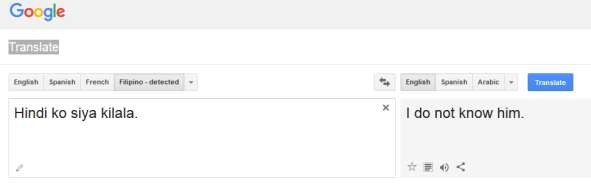 Google
Translate
English Spanish French Filipino - detected English Spanish Arabic Translate
Hindi ko siya kilala. I do not know him.